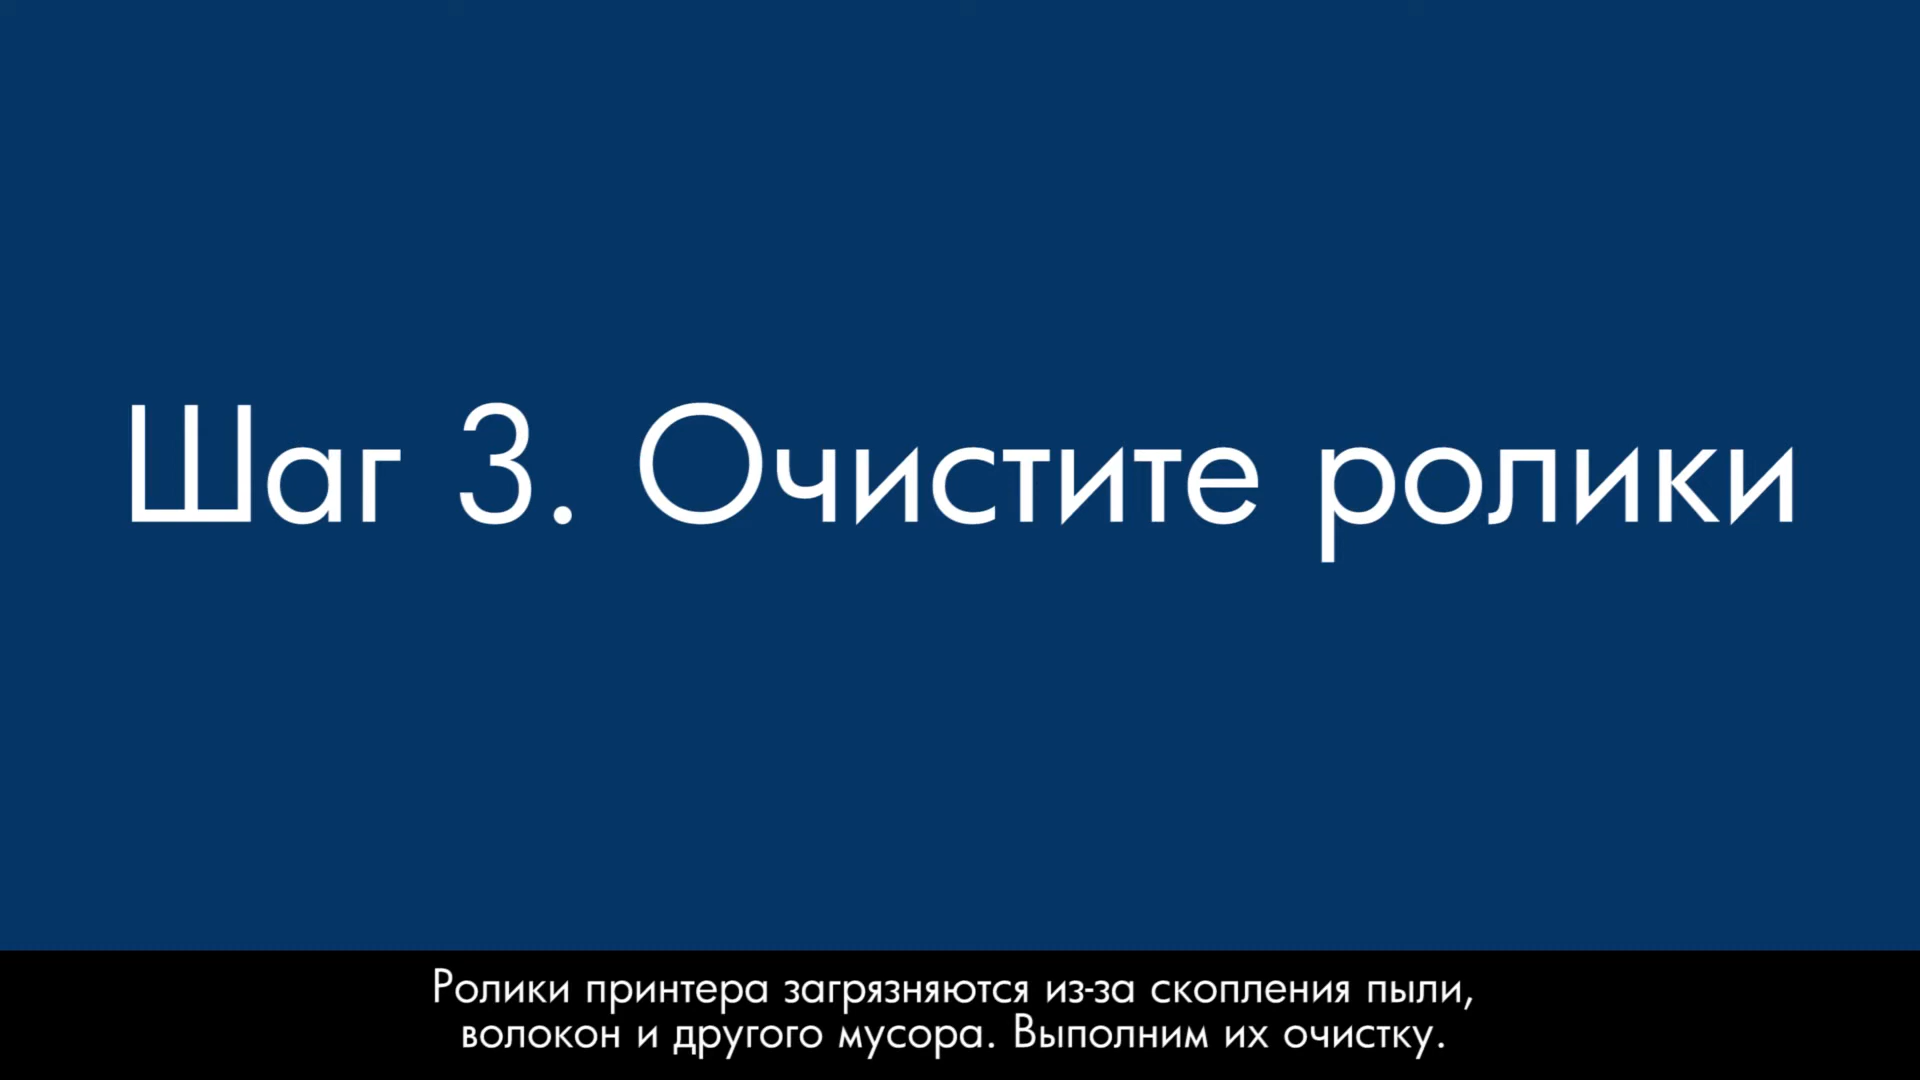 Шаг 3. Очистите ролики
Ролики принтера загрязняются из-за скопления пыли,
волокон и другого мусора. Выполним их очистку.